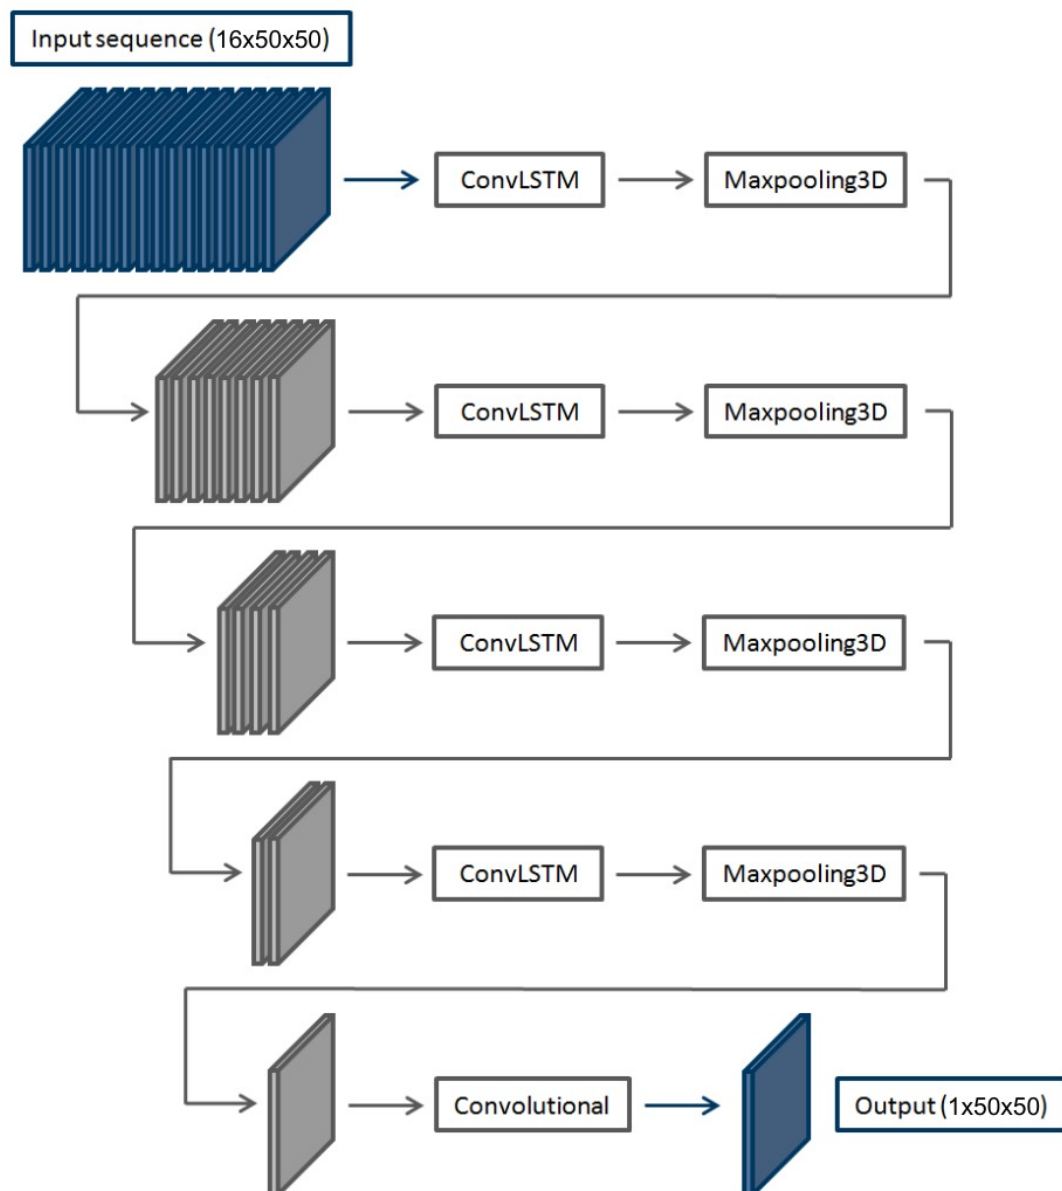 Input sequence (16x50x50)
ConvLSTM
Maxpooling3D
ConvLSTM
Maxpooling3D
ConvLSTM
Maxpooling3D
ConvLSTM
Maxpooling3D
Convolutional
Output (1x50x50)